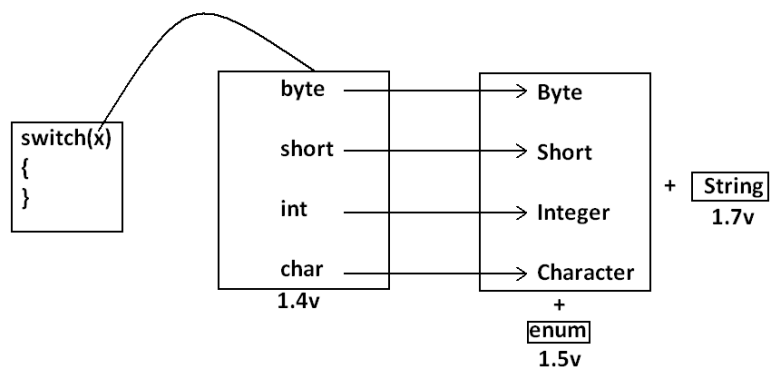 switch(x)
{
}
byte
short
int
char
1.4v
Byte
Short
Integer
Character
+
enum
1.5v
+ String
1.7v